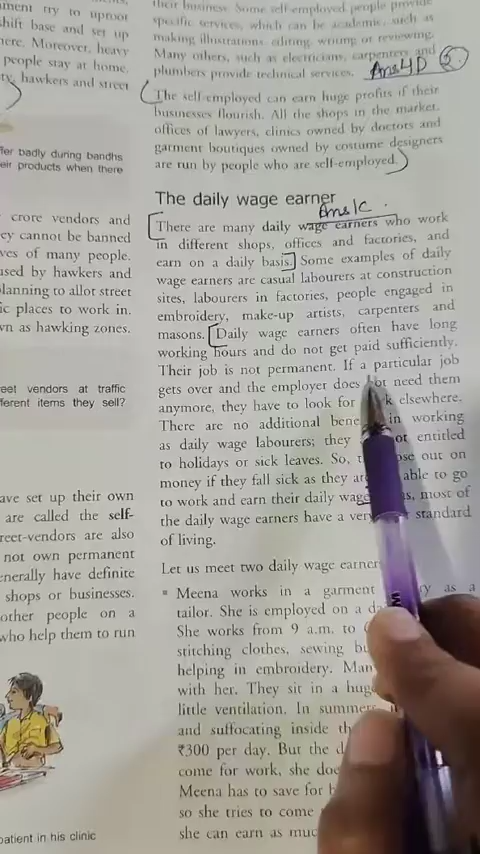 ment try to uproot
shift base and set up
here. Moreover, heavy
people stay at home.
hawkers and street
fer badly during bandhs
eir products when there
crore vendors and
ey cannot be banned
ves of many people.
used by hawkers and
lanning to allot street
ic places to work in.
wn as hawking zones.
reet vendors at traffic
fferent items they sell?
ave set up their own
are called the self-
reet-vendors are also
not own permanent
enerally have definite
shops or businesses.
other people on a
who help them to run
patient in his clinic
their business. Some self-employed people provide
specific services, which can be academic, such as
making illustrations, editing, writing or reviewing.
Many others, such as electricians, carpenters and
plumbers provide technical services. Ans4D 5.
The self-employed can earn huge profits if their
businesses flourish. All the shops in the market,
offices of lawyers, clinics owned by doctors and
garment boutiques owned by costume designers
are run by people who are self-employed.
The daily wage earner
Ans1C.
There are many daily wage earners who work
in different shops, offices and factories, and
earn on a daily basis. Some examples of daily
wage earners are casual labourers at construction
sites, labourers in factories, people engaged in
embroidery, make-up artists, carpenters and
masons. Daily wage earners often have long
working hours and do not get paid sufficiently.
Their job is not permanent. If a particular job
gets over and the employer does not need them
anymore, they have to look for k elsewhere.
There are no additional bene in working
as daily wage labourers; they ot entitled
to holidays or sick leaves. So, t ose out on
money if they fall sick as they ar able to go
to work and earn their daily wage s, most of
the daily wage earners have a ver standard
of living.
Let us meet two daily wage earner
▪ Meena works in a garment ry as a
tailor. She is employed on a da
She works from 9 a.m. to
stitching clothes, sewing bu
helping in embroidery. Man
with her. They sit in a hug
little ventilation. In summer
and suffocating inside th
₹300 per day. But the d
come for work, she doe
Meena has to save for
so she tries to come
she can earn as muc